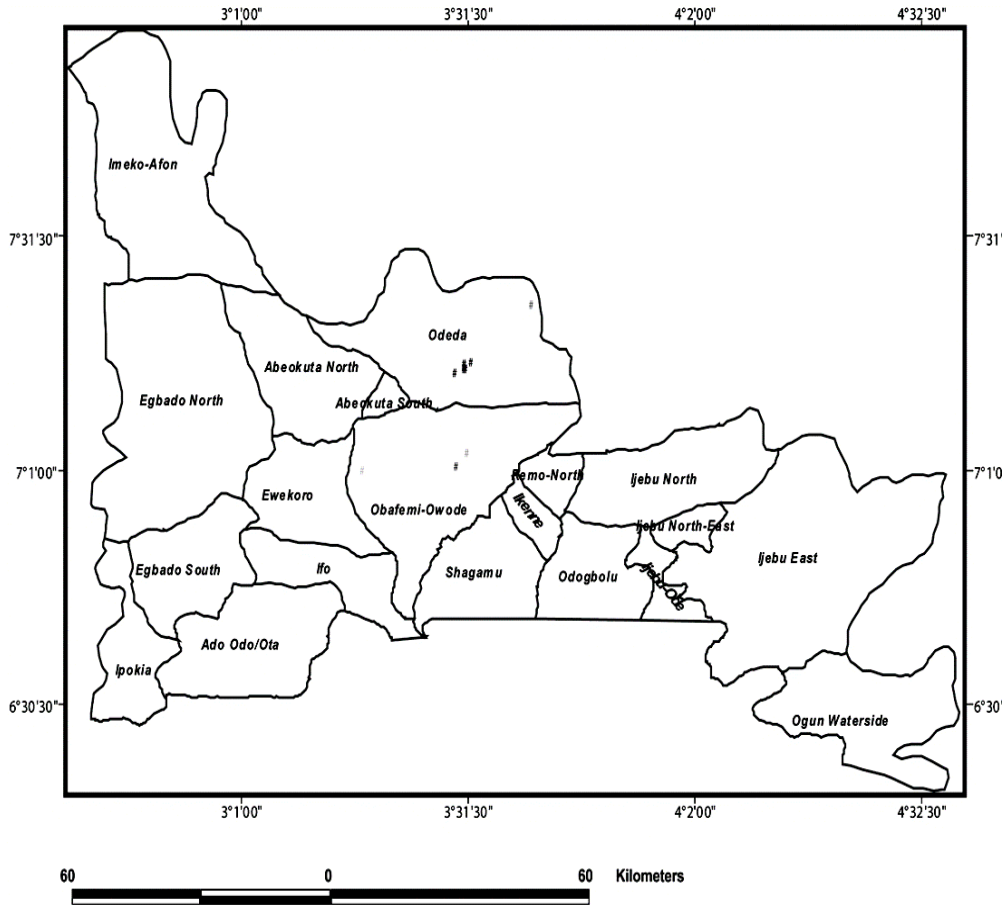 3°1'00" 3°31'30" 4°2'00" 4°32'30"
Imeko-Afon
7°31'30" 7°31'
#
Odeda
Abeokuta North
# #
#
Egbado North
Abeokuta South
#
7°1'00" # # 7°1'0
Remo-North
Ijebu North
Ewekoro
Ikenne
Obafemi-Owode
Ijebu North-East
Ijebu East
Egbado South
Ifo
Shagamu
Odogbolu
Ijebu-Ode
Ado Odo/Ota
Ipokia
6°30'30" 6°30'
Ogun Waterside
3°1'00" 3°31'30" 4°2'00" 4°32'30"
60 0 60 Kilometers